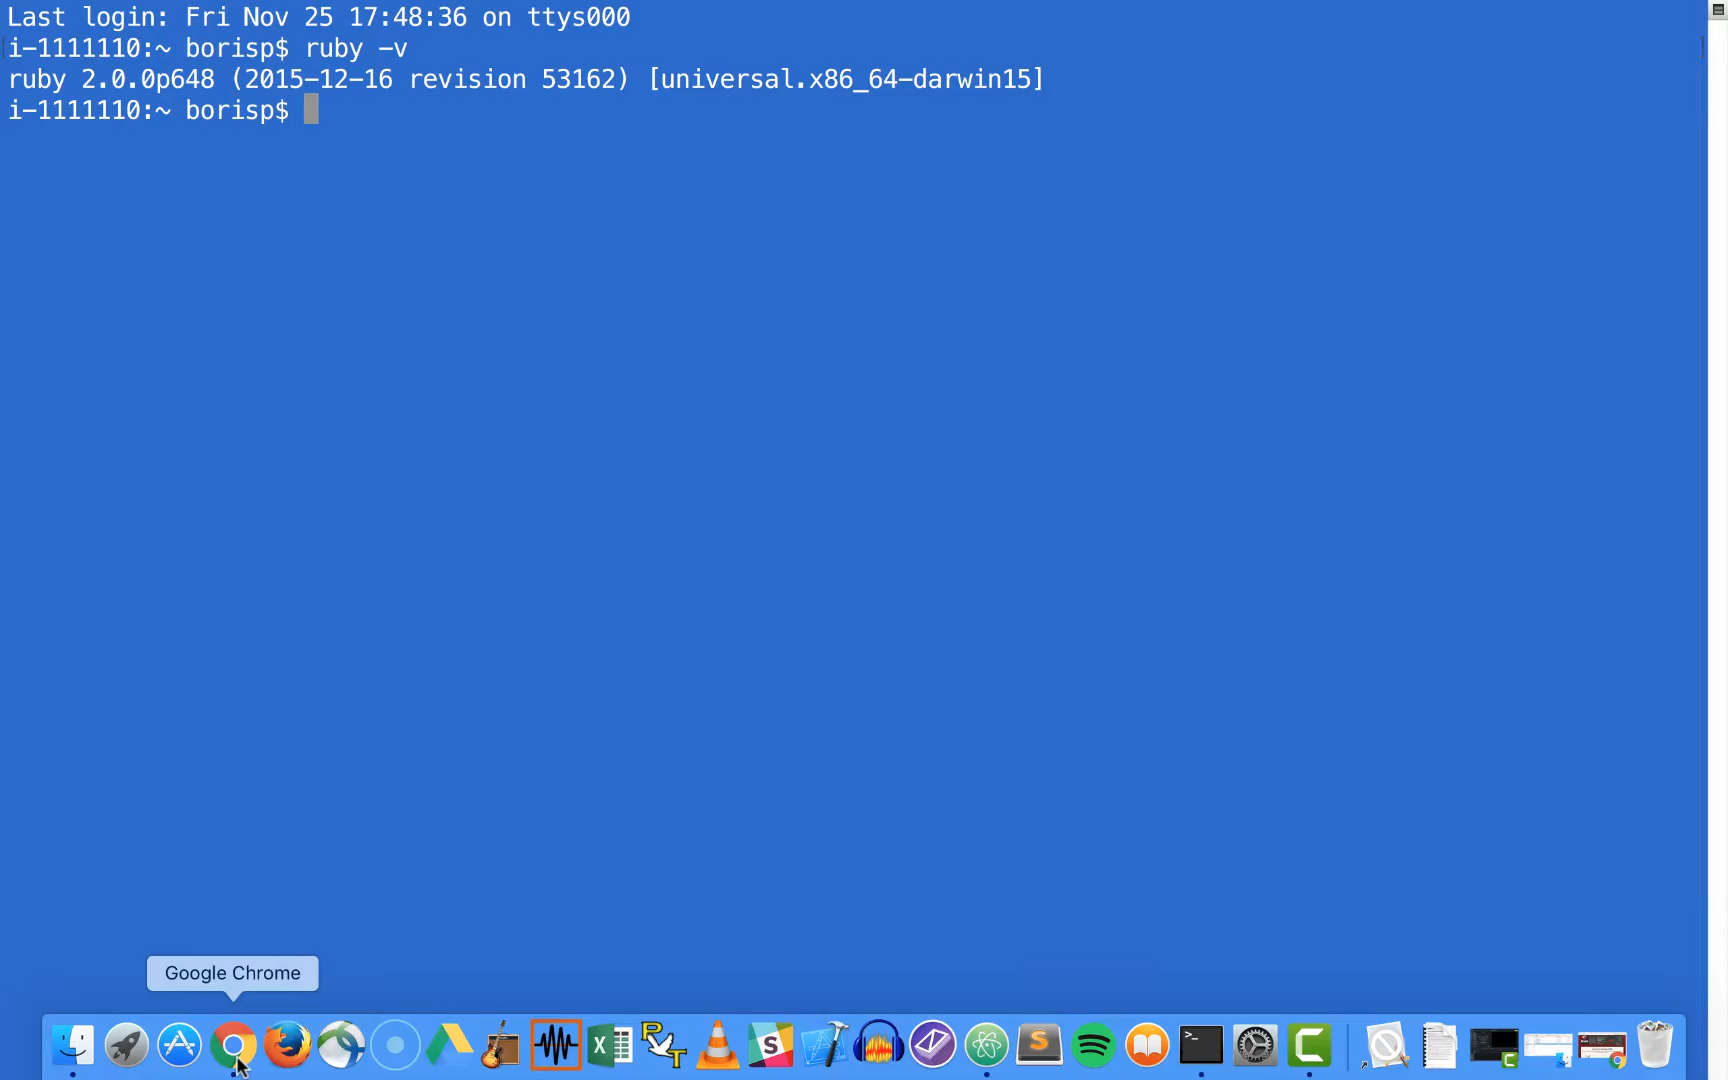 Last login: Fri Nov 25 17:48:36 on ttys000
i-1111110:~ borisp$ ruby -v
ruby 2.0.0p648 (2015-12-16 revision 53162) [universal.x86_64-darwin15]
i-1111110:~ borisp$
Google Chrome